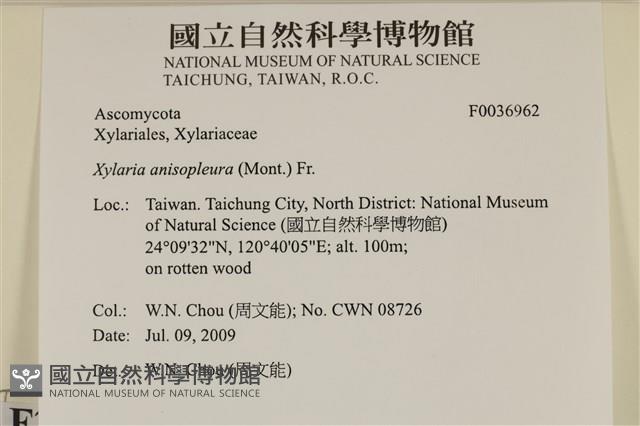 國立自然科學博物館
NATIONAL MUSEUM OF NATURAL SCIENCE
TAICHUNG, TAIWAN, R.O.C.
Ascomycota F0036962
Xylariales, Xylariaceae
Xylaria anisopleura (Mont.) Fr.
Loc.: Taiwan. Taichung City, North District: National Museum
of Natural Science (國立自然科學博物館)
24°09'32"N, 120°40'05"E; alt. 100m;
on rotten wood
Col.: W.N. Chou (周文能); No. CWN 08726
Date: Jul. 09, 2009
W.N. Chou (周文能)
國立自然科學博物館
NATIONAL MUSEUM OF NATURAL SCIENCE